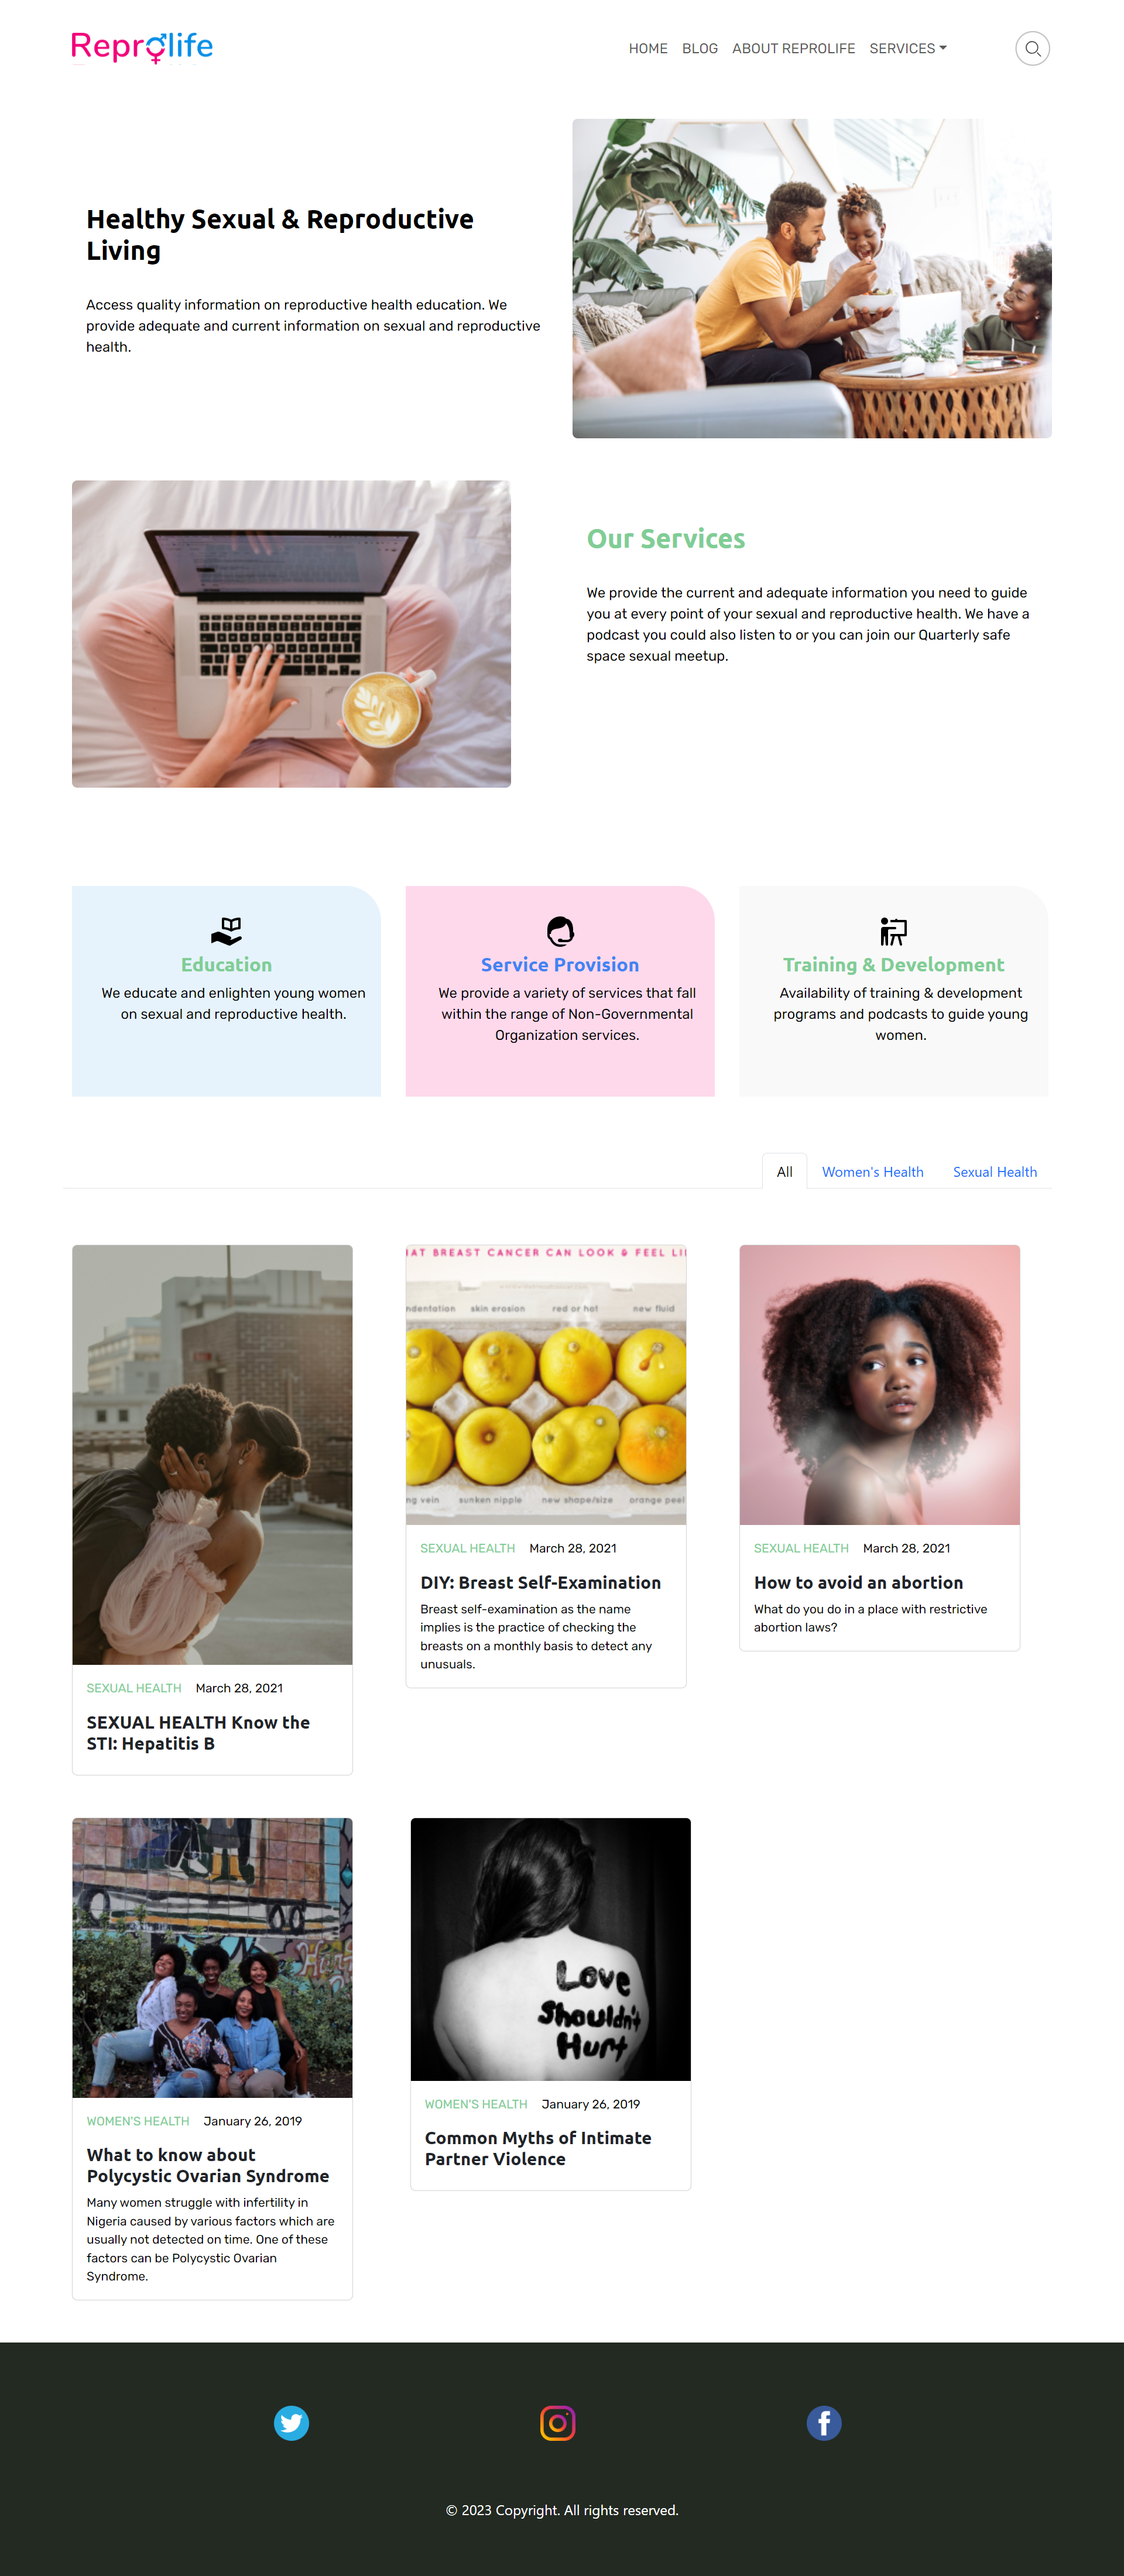 Reprolife
HOME BLOG ABOUT REPROLIFE SERVICES
Healthy Sexual & Reproductive
Living
Access quality information on reproductive health education. We
provide adequate and current information on sexual and reproductive
health.
Our Services
We provide the current and adequate information you need to guide
you at every point of your sexual and reproductive health. We have a
podcast you could also listen to or you can join our Quarterly safe
space sexual meetup.
Education
We educate and enlighten young women
on sexual and reproductive health.
Service Provision
We provide a variety of services that fall
within the range of Non-Governmental
Organization services.
Training & Development
Availability of training & development
programs and podcasts to guide young
women.
All Women's Health Sexual Health
SEXUAL HEALTH March 28, 2021
SEXUAL HEALTH Know the
STI: Hepatitis B
BREAST CANCER CAN LOOK & FEEL
skin erosion red or hot new fluid
vein sunken nipple new shape/size orange peel
SEXUAL HEALTH March 28, 2021
DIY: Breast Self-Examination
Breast self-examination as the name
implies is the practice of checking the
breasts on a monthly basis to detect any
unusuals.
SEXUAL HEALTH March 28, 2021
How to avoid an abortion
What do you do in a place with restrictive
abortion laws?
WOMEN'S HEALTH January 26, 2019
What to know about
Polycystic Ovarian Syndrome
Many women struggle with infertility in
Nigeria caused by various factors which are
usually not detected on time. One of these
factors can be Polycystic Ovarian
Syndrome.
Love
Shouldn't
Hurt
WOMEN'S HEALTH January 26, 2019
Common Myths of Intimate
Partner Violence
© 2023 Copyright. All rights reserved.